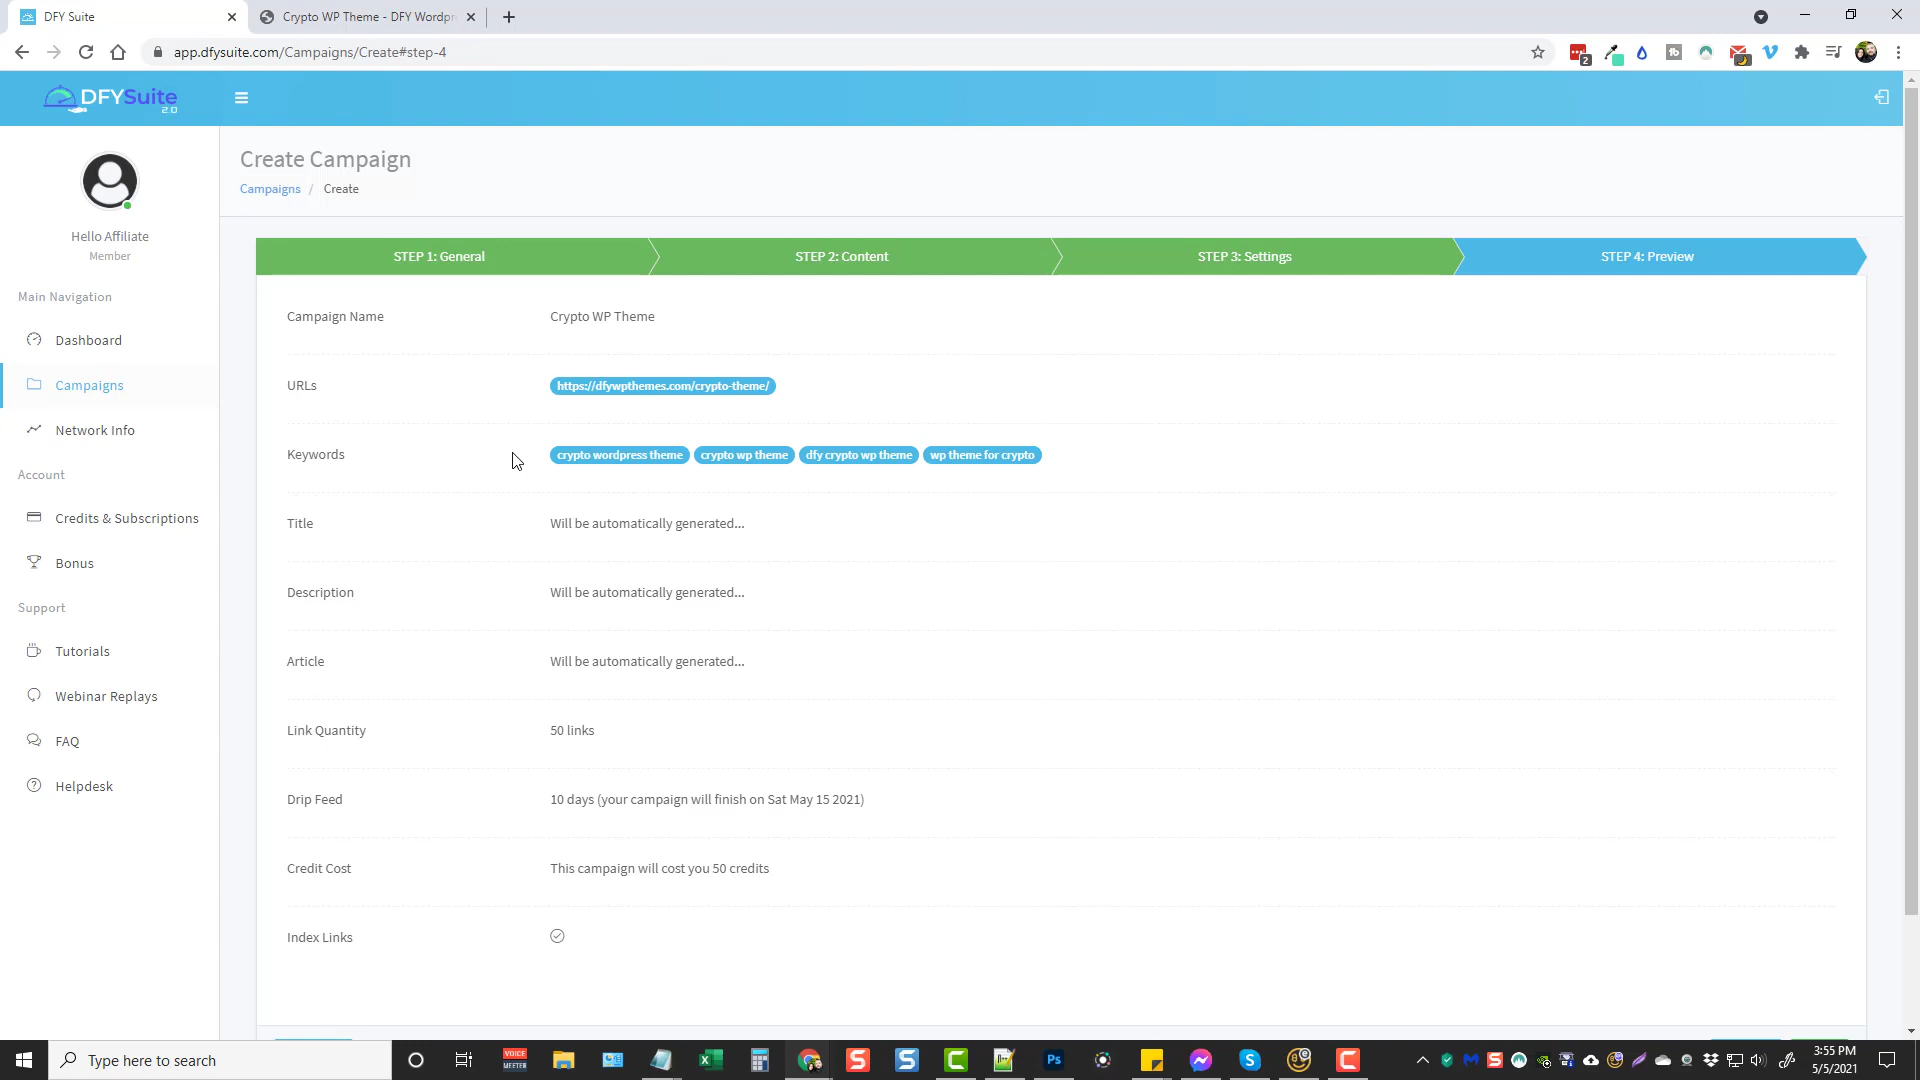 DFY Suite
Crypto WP Theme - DFY Wordpr
app.dfysuite.com/Campaigns/Create#step-4
2
DFYSuite
2.0
Create Campaign
Campaigns / Create
Hello Affiliate
Member
Main Navigation
Dashboard
Campaigns
Network Info
Account
Credits & Subscriptions
Bonus
Support
Tutorials
Webinar Replays
FAQ
Helpdesk
STEP 1: General
STEP 2: Content
STEP 3: Settings
STEP 4: Preview
Campaign Name
Crypto WP Theme
URLs
https://dfywpthemes.com/crypto-theme/
Keywords
crypto wordpress theme
crypto wp theme
dfy crypto wp theme
wp theme for crypto
Title
Will be automatically generated...
Description
Will be automatically generated...
Article
Will be automatically generated...
Link Quantity
50 links
Drip Feed
10 days (your campaign will finish on Sat May 15 2021)
Credit Cost
This campaign will cost you 50 credits
Index Links
Type here to search
VOICE
MEETER
Ps
3:55 PM
5/5/2021